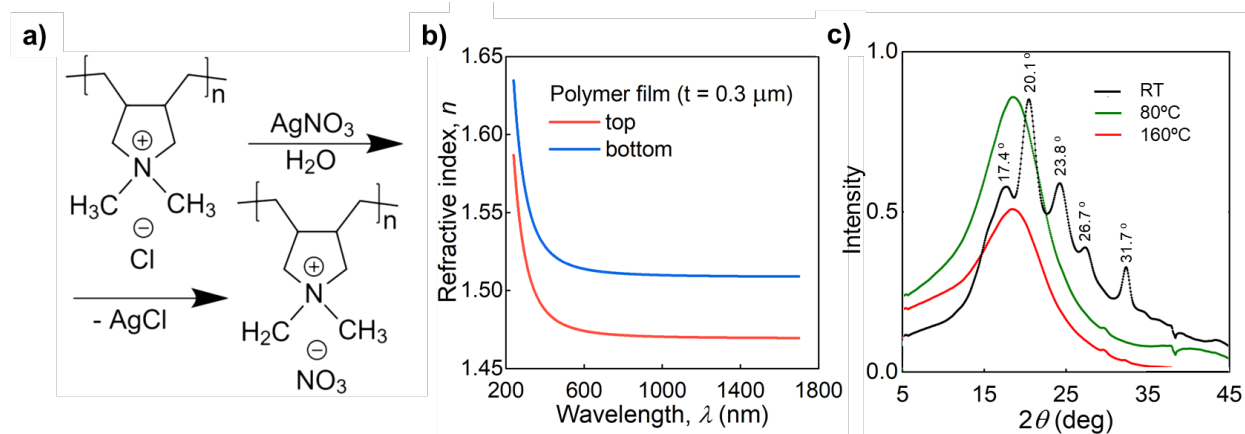 a)
n
AgNO3
H2O
N
H3C CH3
Cl
- AgCl
n
N
H2C CH3
NO3
b)
1.65
1.60
1.55
1.50
1.45
Refractive index, n
Polymer film (t = 0.3 μm)
top
bottom
200 600 1000 1400 1800
Wavelength, λ (nm)
c)
1.0
0.5
0.0
Intensity
17.4 o
20.1 o
23.8 o
26.7 o
31.7 o
RT
80ºC
160ºC
5 15 25 35 45
2θ (deg)